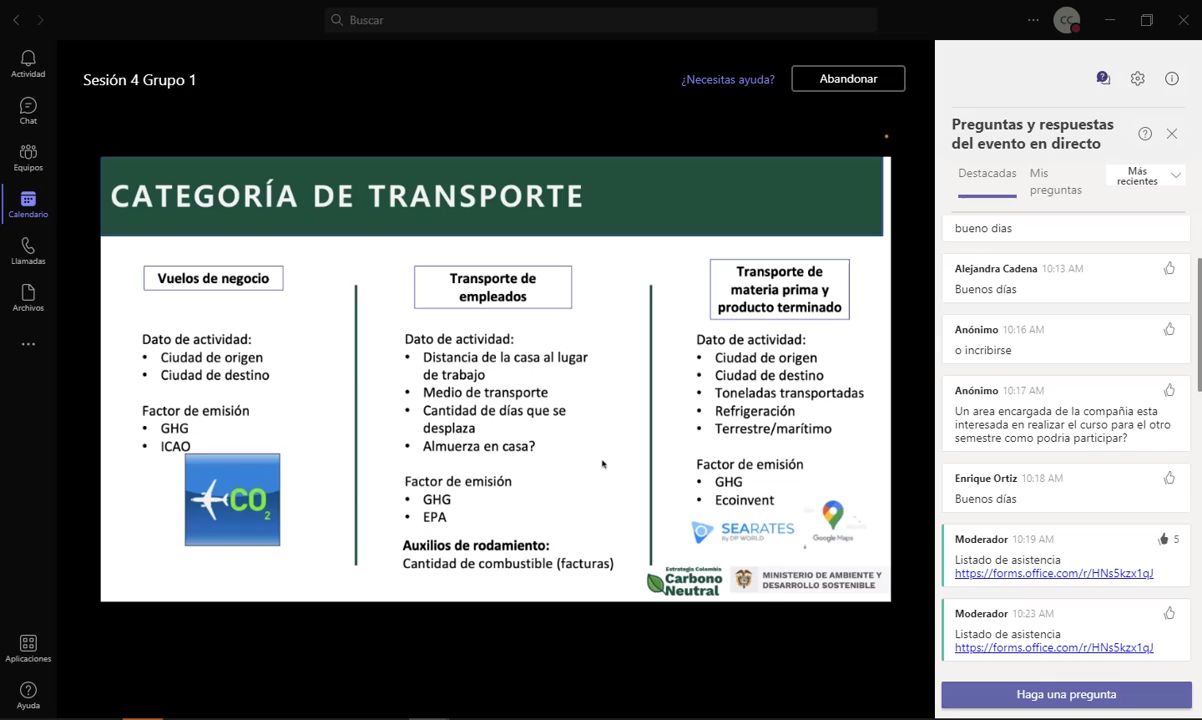 Buscar
CC
Actividad
Chat
Equipos
Calendario
Llamadas
Archivos
Aplicaciones
Ayuda
Sesión 4 Grupo 1
¿Necesitas ayuda?
Abandonar
CATEGORÍA DE TRANSPORTE
Vuelos de negocio
Dato de actividad:
• Ciudad de origen
• Ciudad de destino
Factor de emisión
• GHG
• ICAO
CO2
Transporte de
empleados
Dato de actividad:
• Distancia de la casa al lugar
de trabajo
• Medio de transporte
• Cantidad de días que se
desplaza
• Almuerza en casa?
Factor de emisión
• GHG
• EPA
Auxilios de rodamiento:
Cantidad de combustible (facturas)
Transporte de
materia prima y
producto terminado
Dato de actividad:
• Ciudad de origen
• Ciudad de destino
• Toneladas transportadas
• Refrigeración
• Terrestre/marítimo
Factor de emisión
• GHG
• Ecoinvent
SEARATES
BY DP WORLD
Google Maps
Estrategia Colombia
Carbono
Neutral
MINISTERIO DE AMBIENTE Y
DESARROLLO SOSTENIBLE
Preguntas y respuestas
del evento en directo
Destacadas
Mis
preguntas
Más
recientes
bueno dias
Alejandra Cadena 10:13 AM
Buenos días
Anónimo 10:16 AM
o incribirse
Anónimo 10:17 AM
Un area encargada de la compañia esta
interesada en realizar el curso para el otro
semestre como podria participar?
Enrique Ortiz 10:18 AM
Buenos días
Moderador 10:19 AM
5
Listado de asistencia
https://forms.office.com/r/HNs5kzx1qJ
Moderador 10:23 AM
Listado de asistencia
https://forms.office.com/r/HNs5kzx1qJ
Haga una pregunta